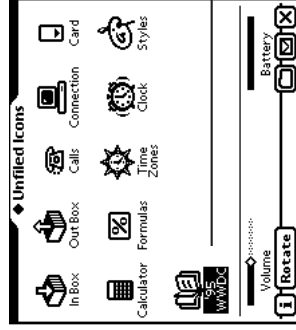 ◆ Unfiled Icons
In Box
Out Box
Calls
Connection
Card
Calculator
Formulas
Time
Zones
Clock
Styles
'95
WWDC
Volume
Battery
i
Rotate